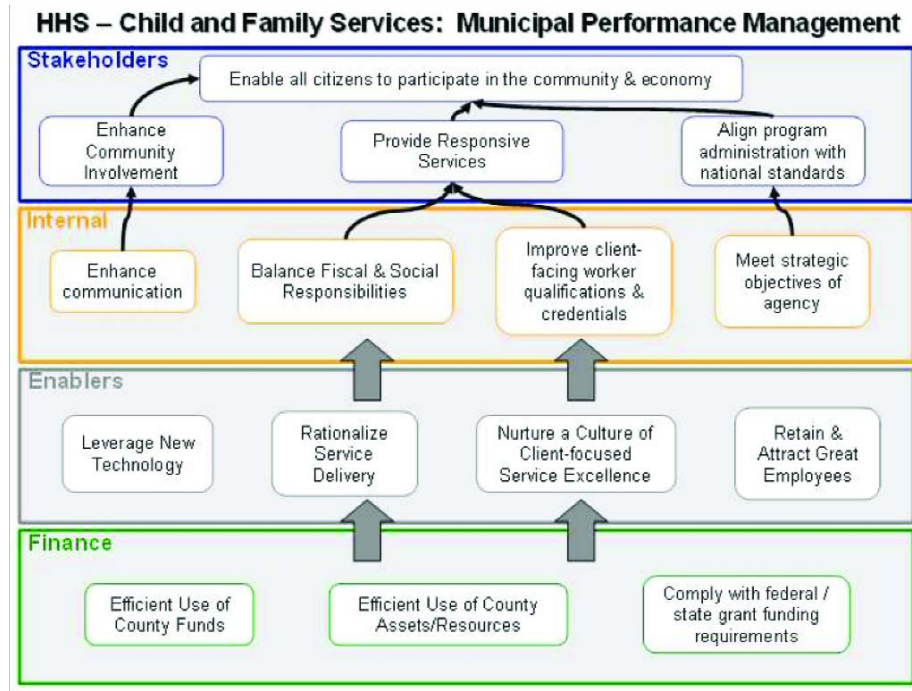 HHS – Child and Family Services: Municipal Performance Management
Stakeholders
Enable all citizens to participate in the community & economy
Enhance
Community
Involvement
Provide Responsive
Services
Align program
administration with
national standards
Internal
Enhance
communication
Balance Fiscal & Social
Responsibilities
Improve client-
facing worker
qualifications &
credentials
Meet strategic
objectives of
agency
Enablers
Leverage New
Technology
Rationalize
Service
Delivery
Nurture a Culture of
Client-focused
Service Excellence
Retain &
Attract Great
Employees
Finance
Efficient Use of
County Funds
Efficient Use of County
Assets/Resources
Comply with federal /
state grant funding
requirements